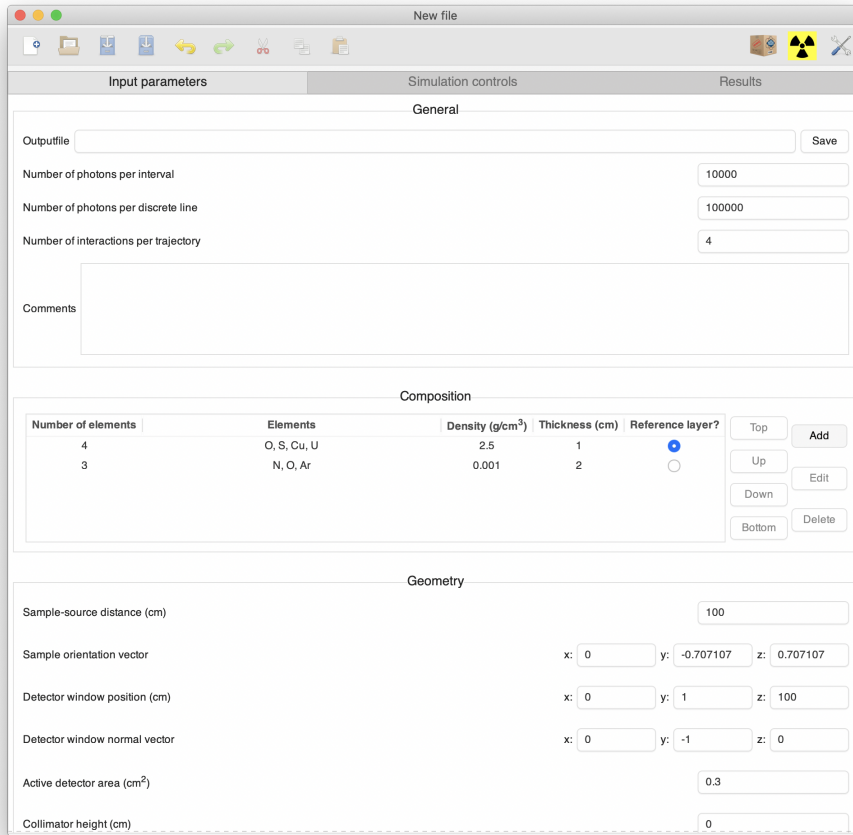 New file
Input parameters Simulation controls Results
General
Outputfile Save
Number of photons per interval 10000
Number of photons per discrete line 100000
Number of interactions per trajectory 4
Comments
Composition
Number of elements Elements Density (g/cm³) Thickness (cm) Reference layer?
4 O, S, Cu, U 2.5 1
3 N, O, Ar 0.001 2
Top
Add
Up
Edit
Down
Delete
Bottom
Geometry
Sample-source distance (cm) 100
Sample orientation vector x: 0 y: -0.707107 z: 0.707107
Detector window position (cm) x: 0 y: 1 z: 100
Detector window normal vector x: 0 y: -1 z: 0
Active detector area (cm²) 0.3
Collimator height (cm) 0